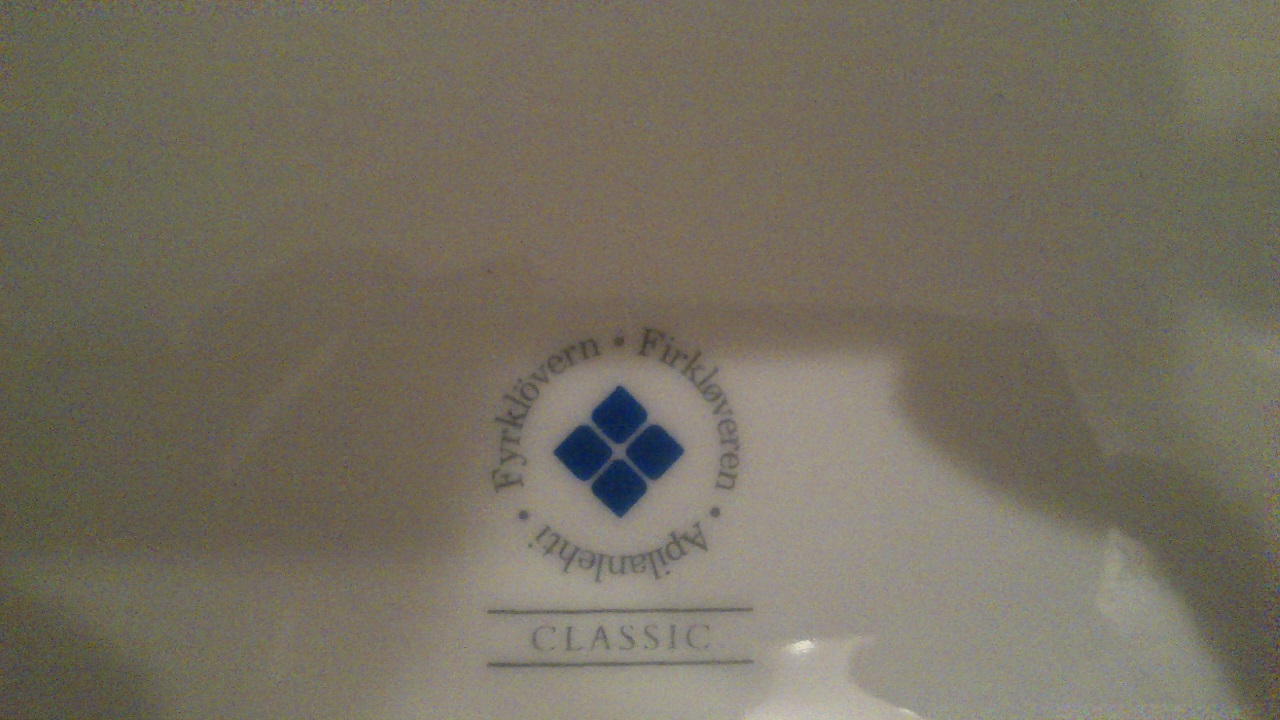 Fyrklövern • Firkløveren • Apilanlehti •
CLASSIC